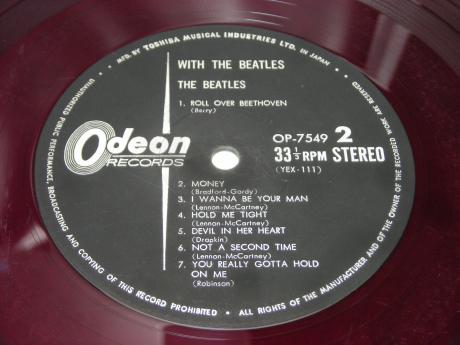 MFG. BY TOSHIBA MUSICAL INDUSTRIES LTD. IN JAPAN
WITH THE BEATLES
THE BEATLES
1. ROLL OVER BEETHOVEN
(Berry)
Odeon
RECORDS
OP-7549 2
33⅓ RPM STEREO
(YEX-111)
2. MONEY
(Bradford-Gordy)
3. I WANNA BE YOUR MAN
(Lennon-McCartney)
4. HOLD ME TIGHT
(Lennon-McCartney)
5. DEVIL IN HER HEART
(Drapkin)
6. NOT A SECOND TIME
(Lennon-McCartney)
7. YOU REALLY GOTTA HOLD
ON ME
(Robinson)
UNAUTHORIZED PUBLIC PERFORMANCE, BROADCASTING AND COPYING OF THIS RECORD PROHIBITED • ALL RIGHTS OF THE MANUFACTURER AND OF THE OWNER OF THE RECORDED WORK ARE RESERVED.